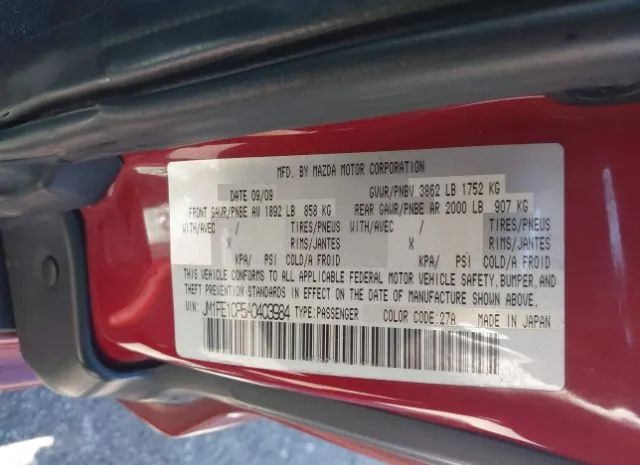 MFD. BY MAZDA MOTOR CORPORATION
DATE 09/09 GVWR/PNBV 3862 LB 1752 KG
FRONT GAWR/PNBE AV 1892 LB 858 KG REAR GAWR/PNBE AR 2000 LB 907 KG
WITH/AVEC / TIRES/PNEUS WITH/AVEC / TIRES/PNEUS
X RIMS/JANTES X RIMS/JANTES
KPA/ PSI COLD/A FROID KPA/ PSI COLD/A FROID
THIS VEHICLE CONFORMS TO ALL APPLICABLE FEDERAL MOTOR VEHICLE SAFETY, BUMPER, AND
THEFT PREVENTION STANDARDS IN EFFECT ON THE DATE OF MANUFACTURE SHOWN ABOVE.
VIN: JM1FE1CP5A0403984 TYPE:PASSENGER COLOR CODE:27A MADE IN JAPAN